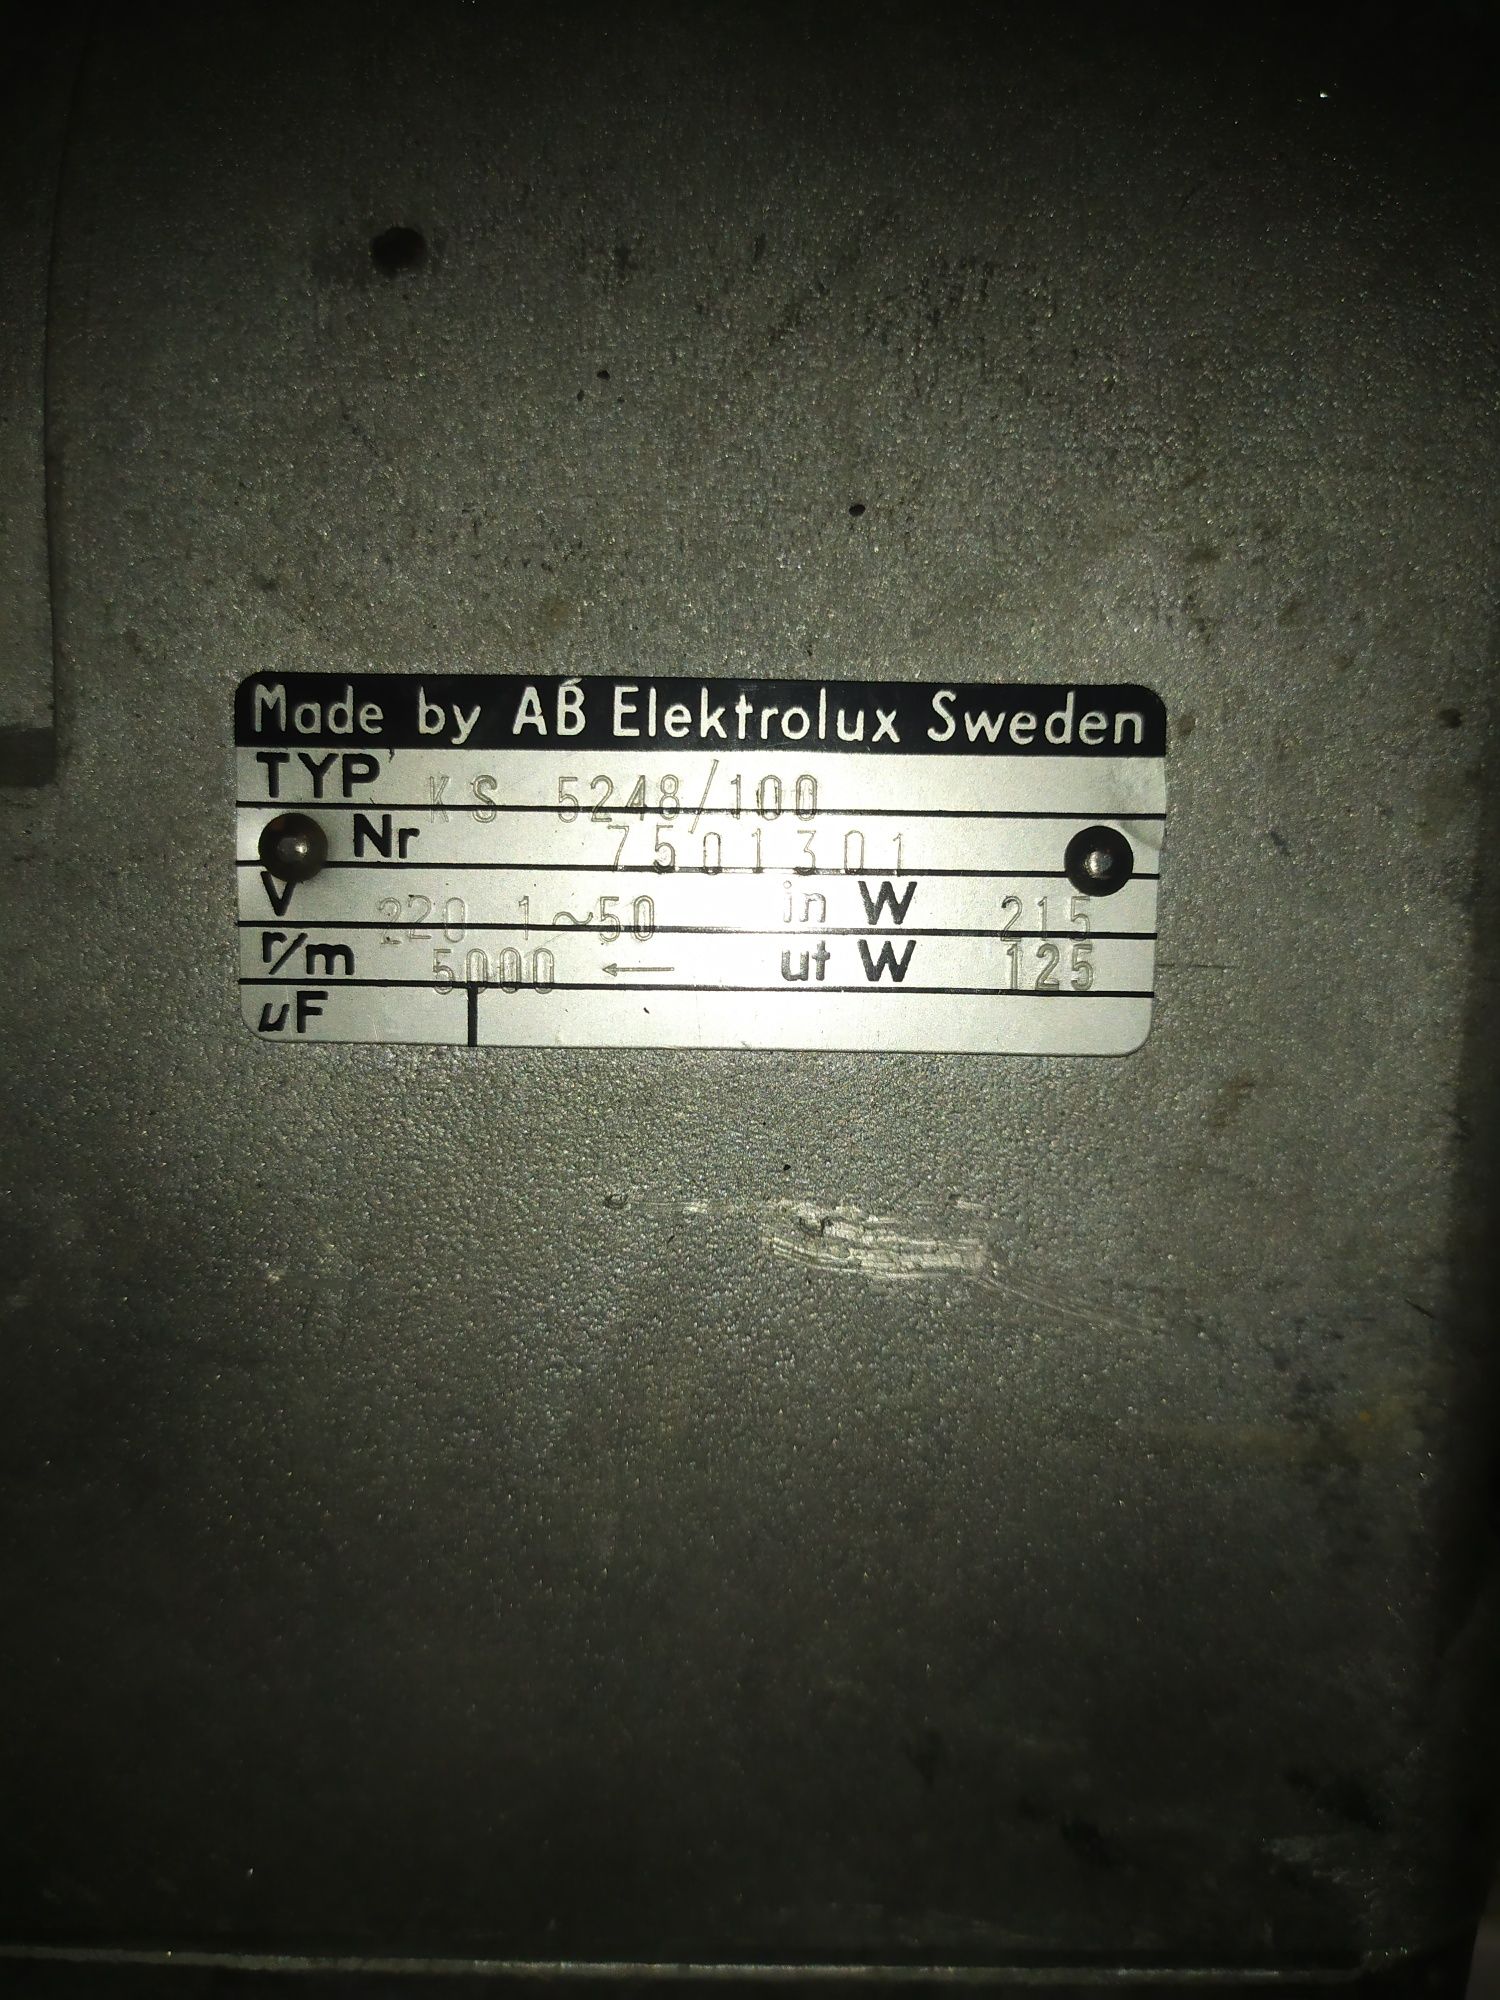 Made by AB Elektrolux Sweden
TYP KS 5248/100
Nr 7501301
V 220 1~50 in W 215
r/m 5000 ← ut W 125
µF